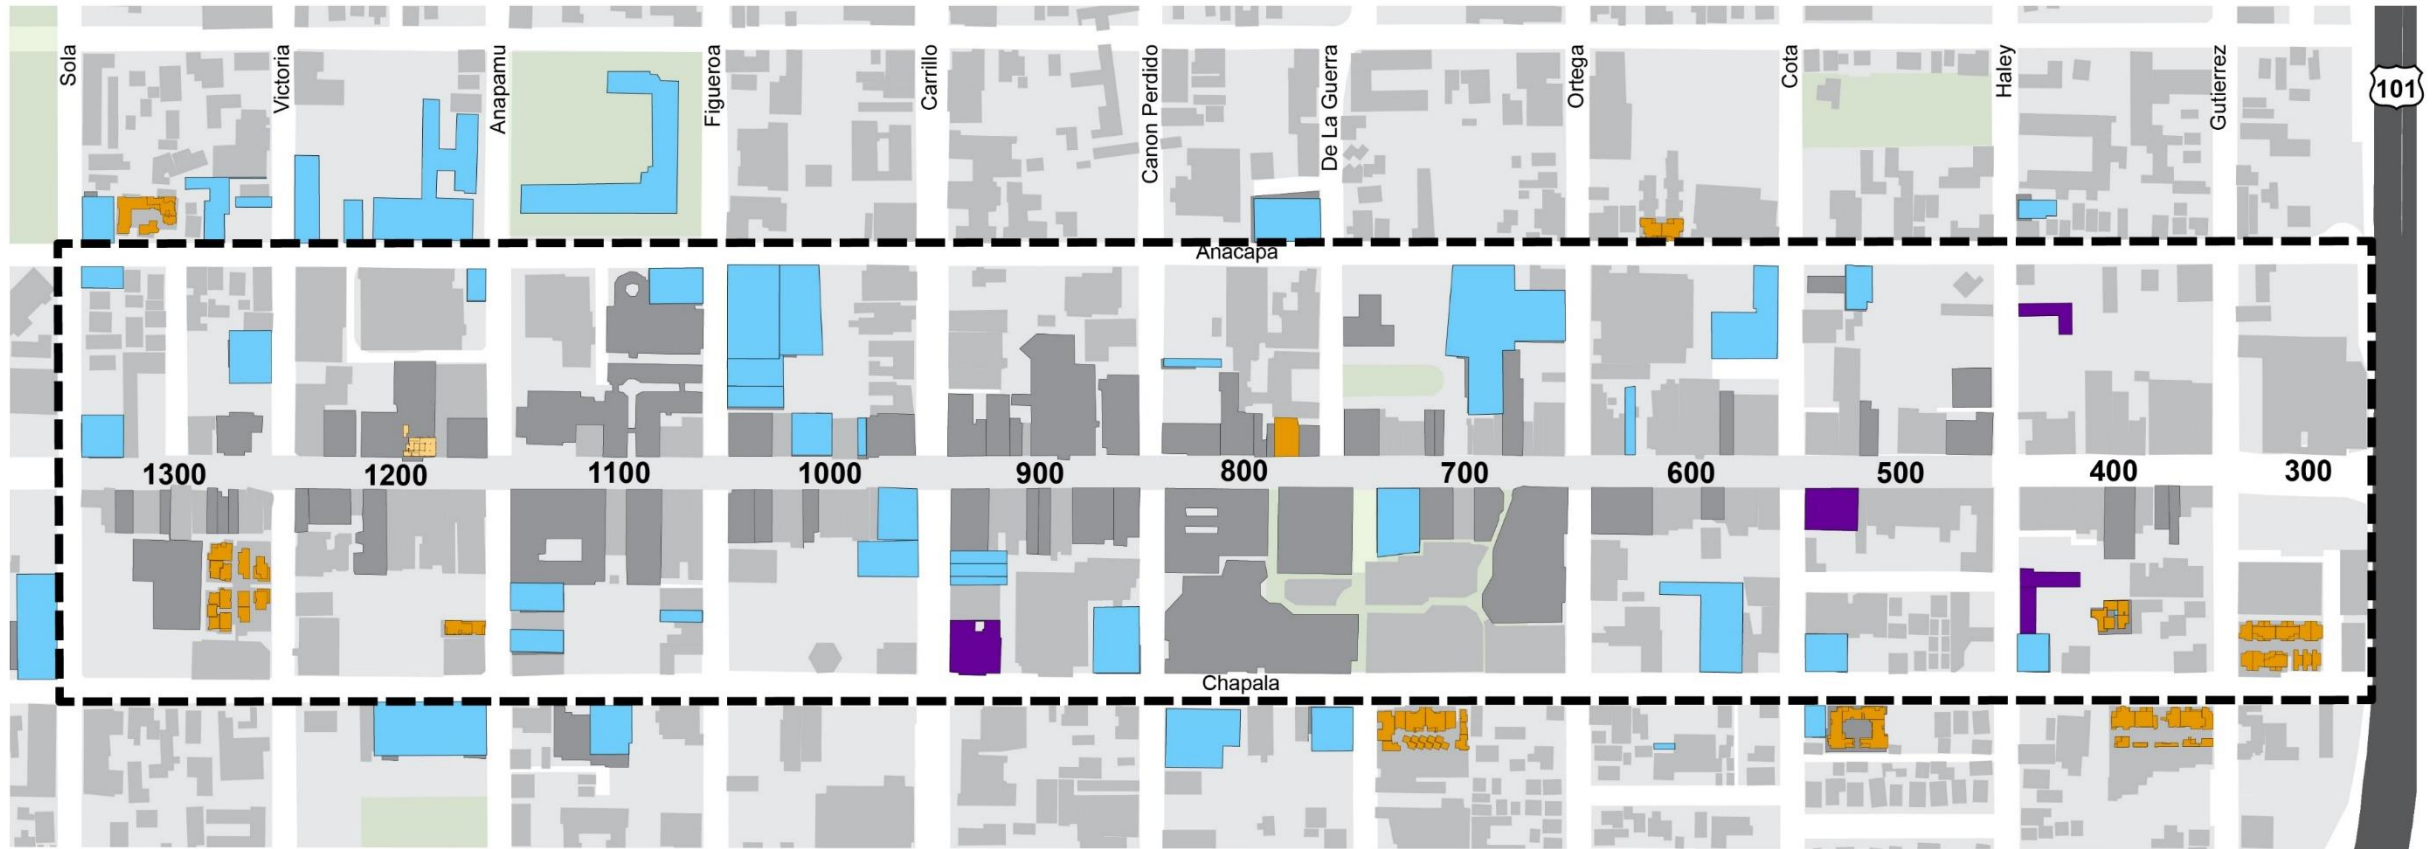 Sola
Victoria
Anapamu
Figueroa
Carrillo
Canon Perdido
De La Guerra
Ortega
Cota
Haley
Gutierrez
101
Anacapa
1300
1200
1100
1000
900
800
700
600
500
400
300
Chapala